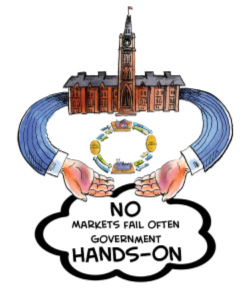 NO
MARKETS FAIL OFTEN
GOVERNMENT
HANDS-ON